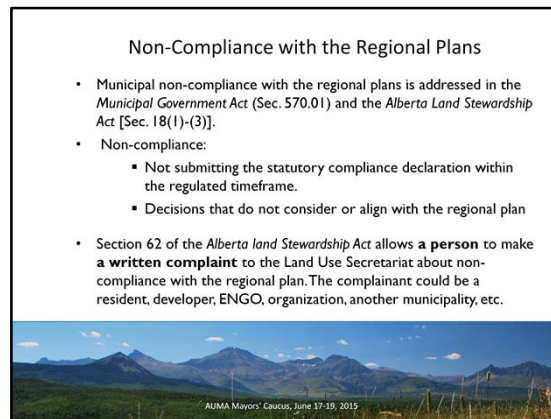 Non-Compliance with the Regional Plans
• Municipal non-compliance with the regional plans is addressed in the
Municipal Government Act (Sec. 570.01) and the Alberta Land Stewardship
Act [Sec. 18(1)-(3)].
• Non-compliance:
▪ Not submitting the statutory compliance declaration within
the regulated timeframe.
▪ Decisions that do not consider or align with the regional plan
• Section 62 of the Alberta land Stewardship Act allows a person to make
a written complaint to the Land Use Secretariat about non-
compliance with the regional plan. The complainant could be a
resident, developer, ENGO, organization, another municipality, etc.
AUMA Mayors' Caucus, June 17-19, 2015